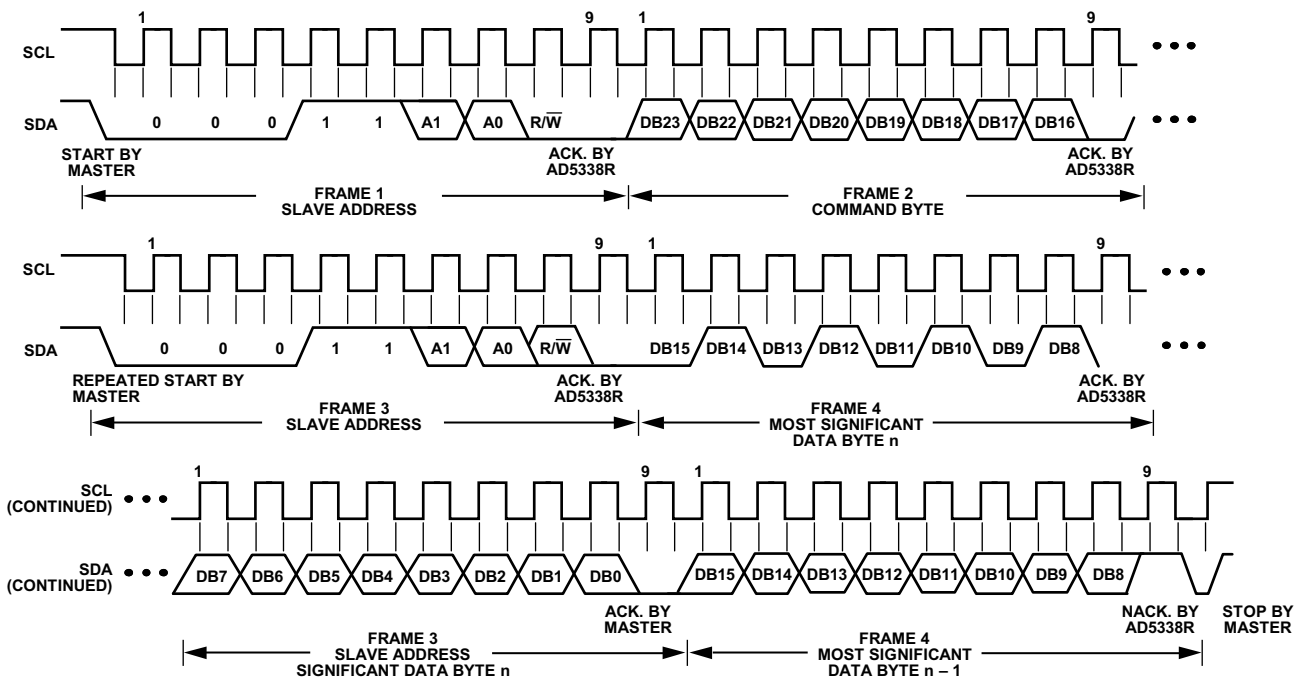 1 9 1 9
SCL
SDA 0 0 0 1 1 A1 A0 R/W̅ DB23 DB22 DB21 DB20 DB19 DB18 DB17 DB16
START BY MASTER
ACK. BY AD5338R
ACK. BY AD5338R
FRAME 1
SLAVE ADDRESS
FRAME 2
COMMAND BYTE
1 9 1 9
SCL
SDA 0 0 0 1 1 A1 A0 R/W̅ DB15 DB14 DB13 DB12 DB11 DB10 DB9 DB8
REPEATED START BY
MASTER
ACK. BY
AD5338R
ACK. BY
AD5338R
FRAME 3
SLAVE ADDRESS
FRAME 4
MOST SIGNIFICANT
DATA BYTE n
1 9 1 9
SCL
(CONTINUED)
SDA
(CONTINUED)
DB7 DB6 DB5 DB4 DB3 DB2 DB1 DB0 DB15 DB14 DB13 DB12 DB11 DB10 DB9 DB8
ACK. BY
MASTER
NACK. BY
AD5338R
STOP BY
MASTER
FRAME 3
SLAVE ADDRESS
SIGNIFICANT DATA BYTE n
FRAME 4
MOST SIGNIFICANT
DATA BYTE n – 1